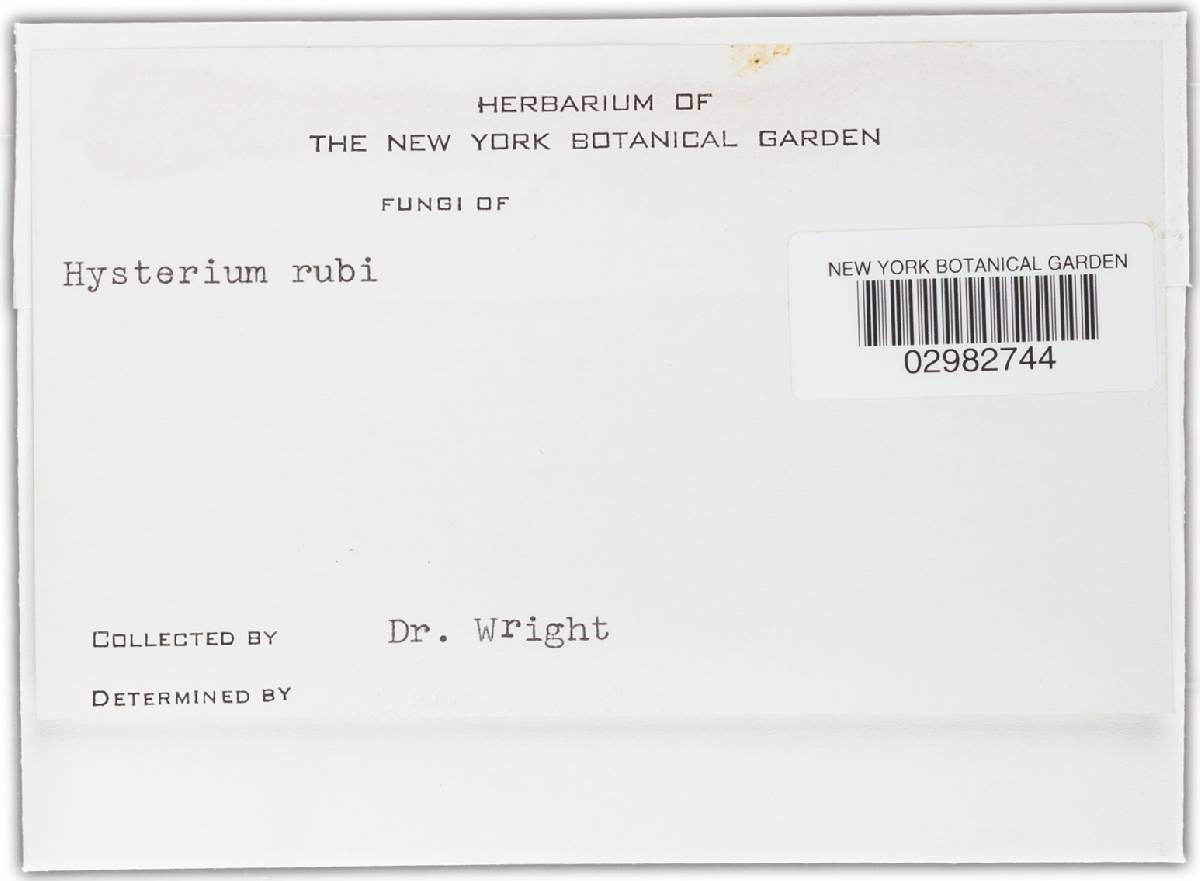 HERBARIUM OF
THE NEW YORK BOTANICAL GARDEN
FUNGI OF
Hysterium rubi
NEW YORK BOTANICAL GARDEN
02982744
COLLECTED BY Dr. Wright
DETERMINED BY